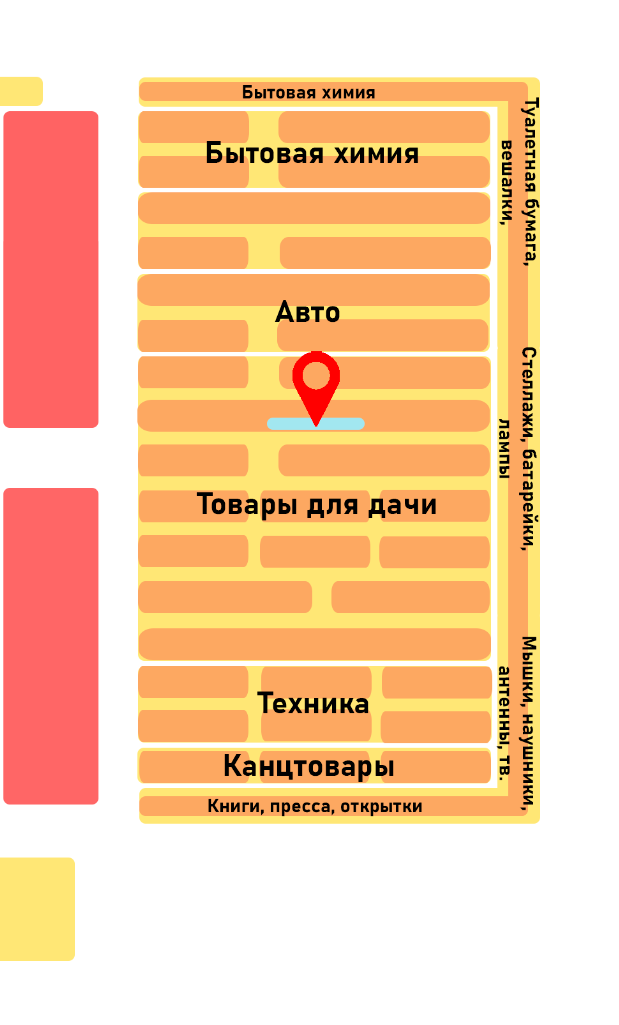 Бытовая химия
Бытовая химия
Туалетная бумага,
вешалки,
Авто
Стеллажи, батарейки,
лампы
Товары для дачи
Мышки, наушники,
антенны, тв.
Техника
Канцтовары
Книги, пресса, открытки